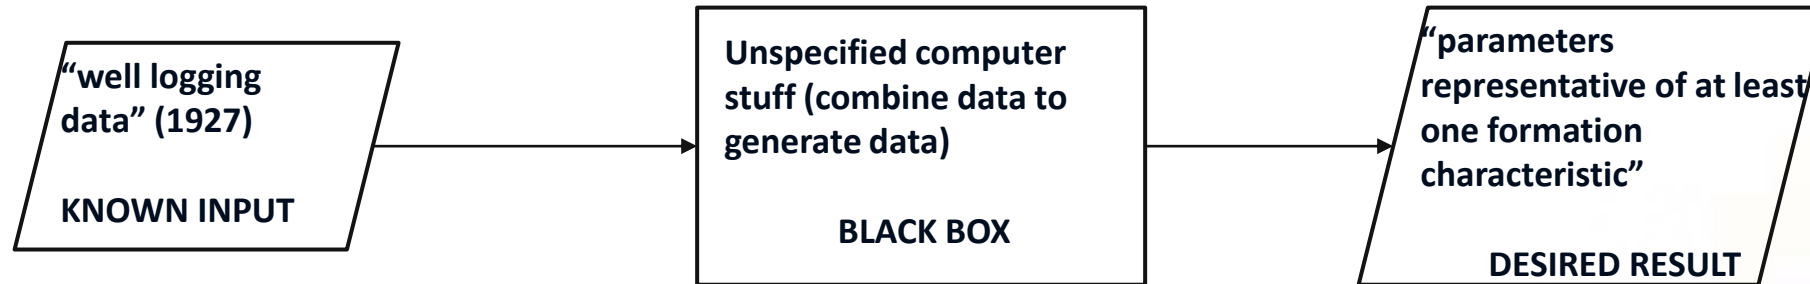 “well logging
data” (1927)
KNOWN INPUT
Unspecified computer
stuff (combine data to
generate data)
BLACK BOX
“parameters
representative of at least
one formation
characteristic”
DESIRED RESULT